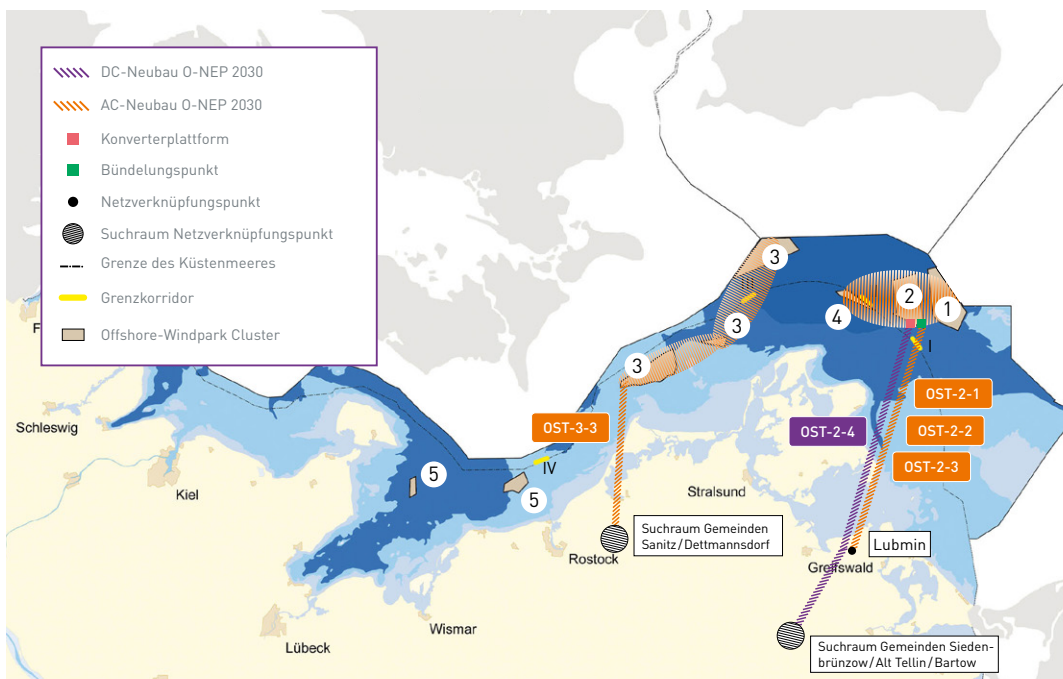 DC-Neubau O-NEP 2030
AC-Neubau O-NEP 2030
Konverterplattform
Bündelungspunkt
Netzverknüpfungspunkt
Suchraum Netzverknüpfungspunkt
Grenze des Küstenmeeres
Grenzkorridor
Offshore-Windpark Cluster
F
Schleswig
Kiel
Lübeck
Wismar
Rostock
Stralsund
Greifswald
3
3
3
4
2
1
I
5
5
IV
OST-3-3
OST-2-4
OST-2-1
OST-2-2
OST-2-3
Lubmin
Suchraum Gemeinden
Sanitz/Dettmannsdorf
Suchraum Gemeinden Sieden-
brünzow/Alt Tellin/Bartow